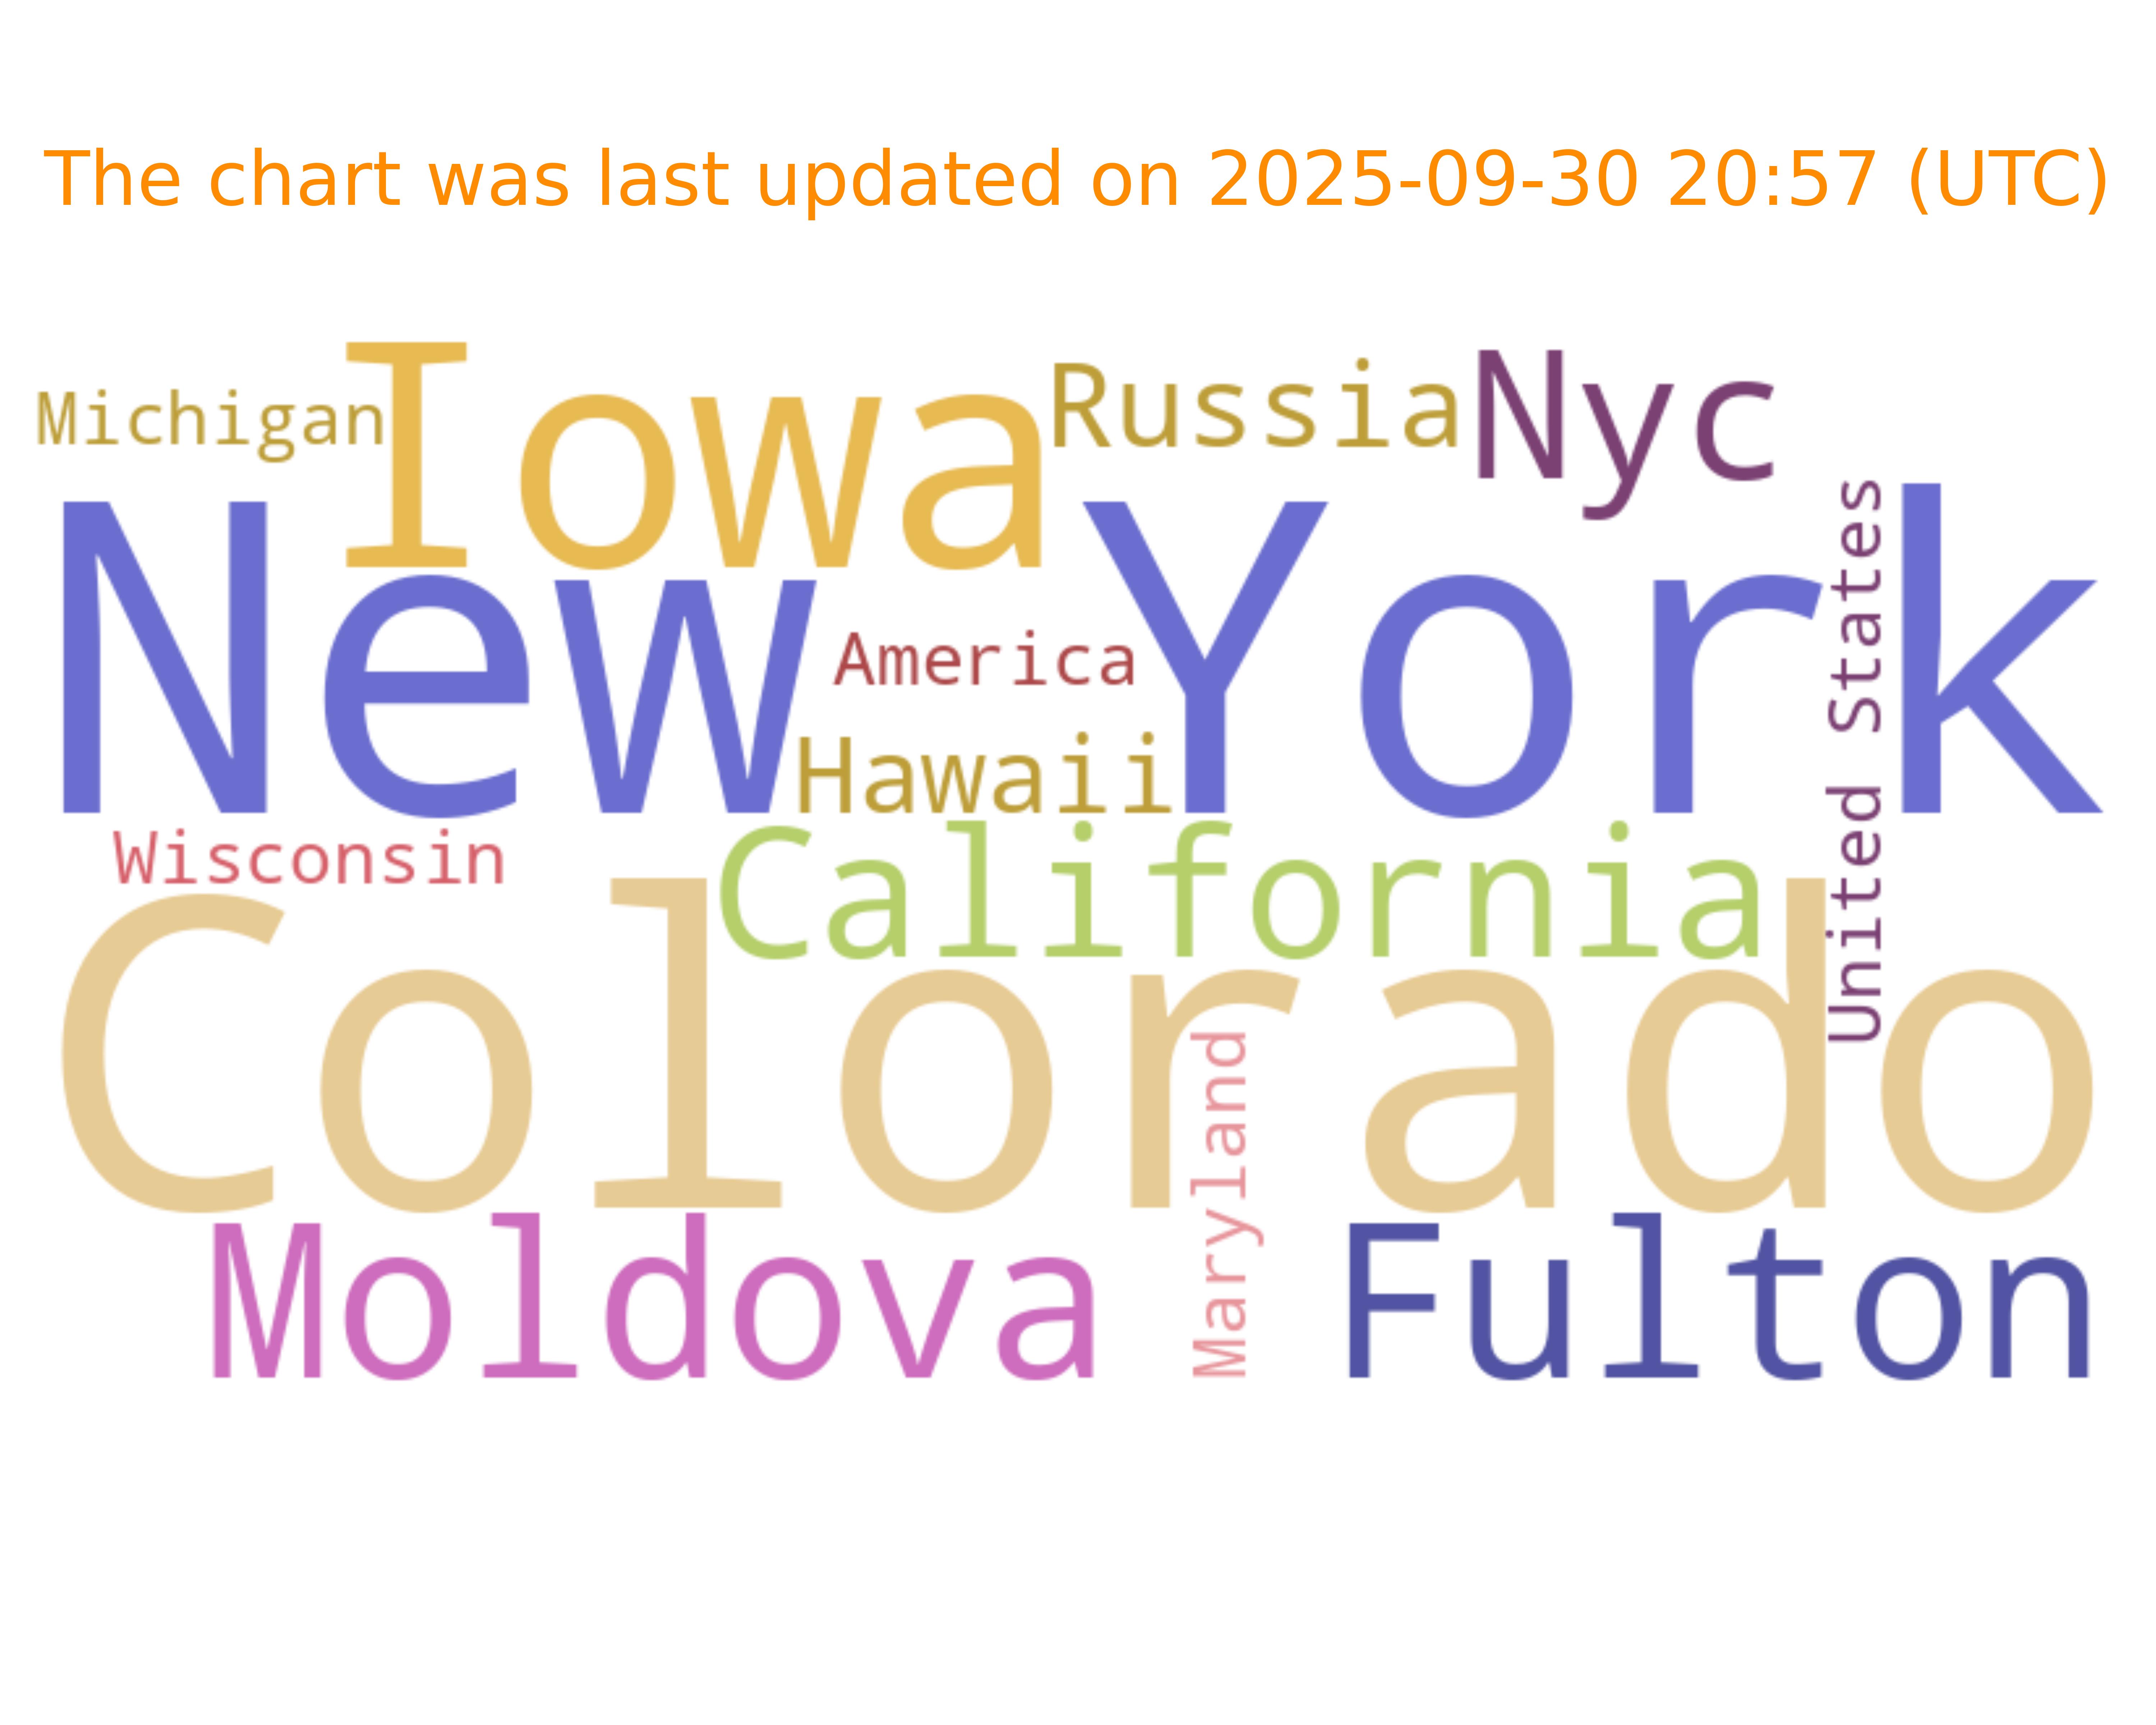 The chart was last updated on 2025-09-30 20:57 (UTC)
Michigan
Iowa
Russia
Nyc
New York
America
Hawaii
United States
Wisconsin
California
Colorado
Maryland
Moldova
Fulton